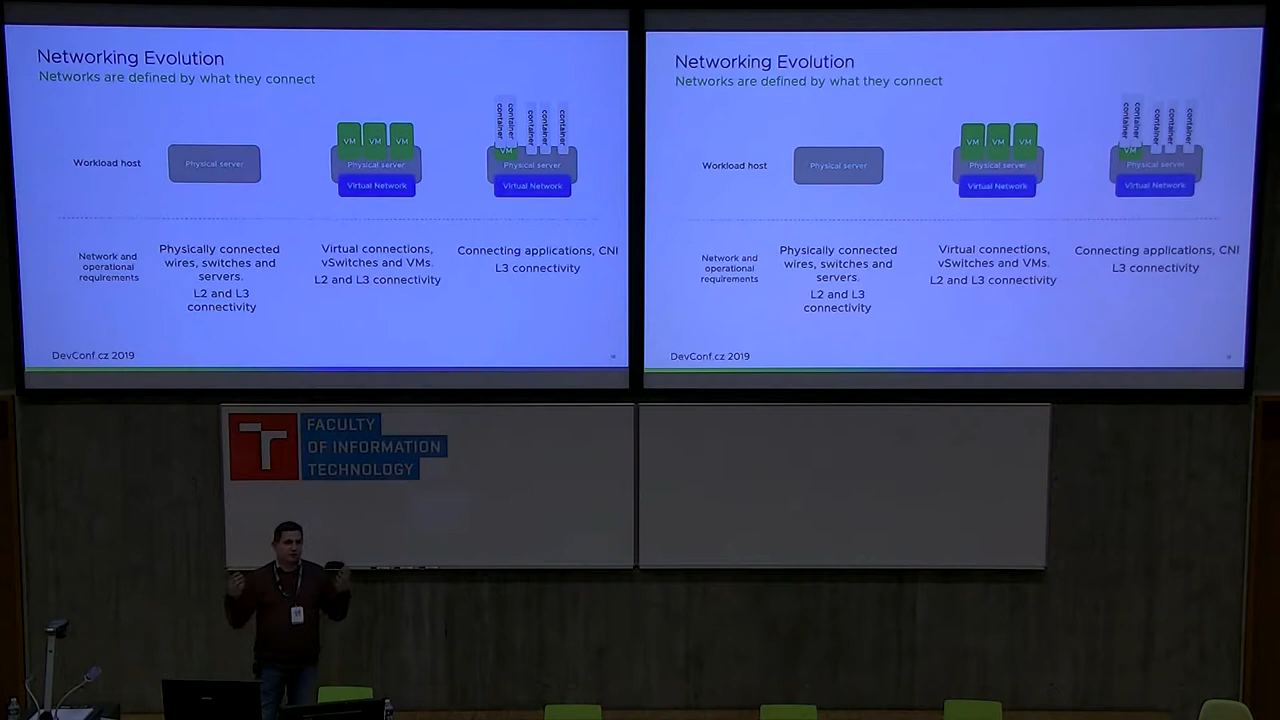 Networking Evolution
Networks are defined by what they connect
container
container
container
container
container
VM
VM
VM
VM
Workload host
Physical server
Physical server
Physical server
Virtual Network
Virtual Network
Network and
operational
requirements
Physically connected
wires, switches and
servers.
L2 and L3
connectivity
Virtual connections,
vSwitches and VMs.
L2 and L3 connectivity
Connecting applications, CNI
L3 connectivity
DevConf.cz 2019
Networking Evolution
Networks are defined by what they connect
container
container
container
container
container
VM
VM
VM
VM
Workload host
Physical server
Physical server
Physical server
Virtual Network
Virtual Network
Network and
operational
requirements
Physically connected
wires, switches and
servers.
L2 and L3
connectivity
Virtual connections,
vSwitches and VMs.
L2 and L3 connectivity
Connecting applications, CNI
L3 connectivity
DevConf.cz 2019
FACULTY
OF INFORMATION
TECHNOLOGY